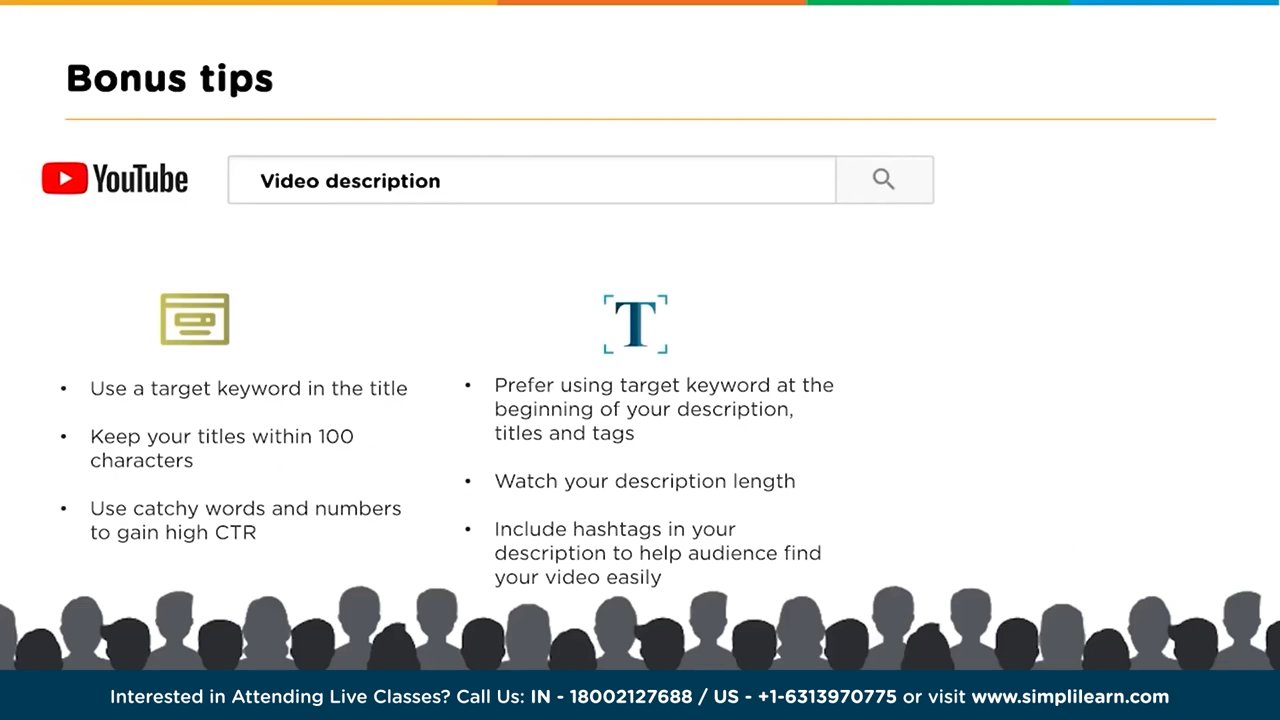 Bonus tips
YouTube
Video description
T
• Use a target keyword in the title
• Keep your titles within 100
characters
• Use catchy words and numbers
to gain high CTR
• Prefer using target keyword at the
beginning of your description,
titles and tags
• Watch your description length
• Include hashtags in your
description to help audience find
your video easily
Interested in Attending Live Classes? Call Us: IN - 18002127688 / US - +1-6313970775 or visit www.simplilearn.com